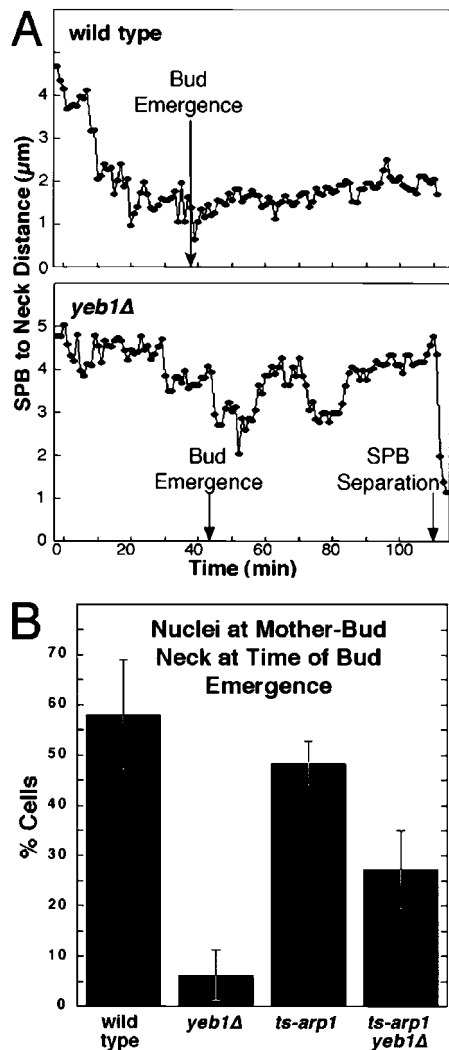 A
wild type
Bud
Emergence
4
3
2
1
0
SPB to Neck Distance (µm)
yeb1Δ
5
4
3
2
1
0
Bud
Emergence
SPB
Separation
0 20 40 60 80 100
Time (min)
B
Nuclei at Mother-Bud
Neck at Time of Bud
Emergence
70
60
50
40
30
20
10
0
% Cells
wild
type
yeb1Δ
ts-arp1
ts-arp1
yeb1Δ